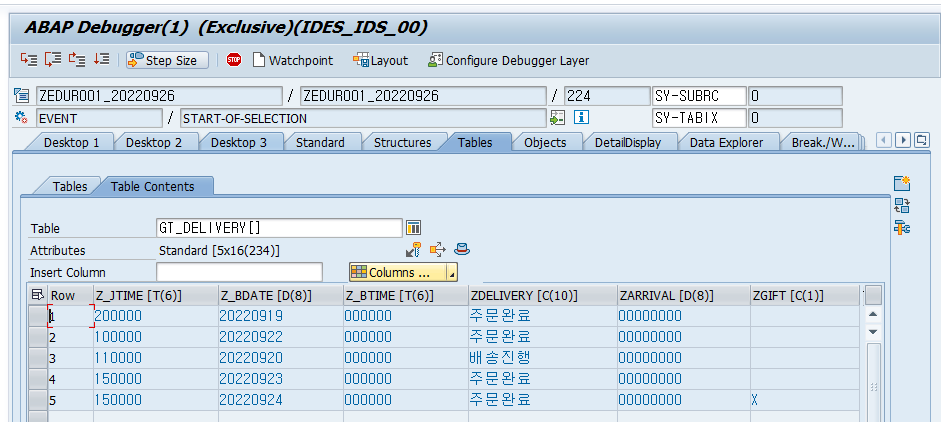 ABAP Debugger(1)  (Exclusive)(IDES_IDS_00)
Step Size Watchpoint Layout Configure Debugger Layer
ZEDUR001_20220926 / ZEDUR001_20220926 / 224 SY-SUBRC 0
EVENT / START-OF-SELECTION SY-TABIX 0
Desktop 1 Desktop 2 Desktop 3 Standard Structures Tables Objects DetailDisplay Data Explorer Break./W...
Tables Table Contents
Table GT_DELIVERY[]
Attributes Standard [5x16(234)]
Insert Column Columns ...
Row Z_JTIME [T(6)] Z_BDATE [D(8)] Z_BTIME [T(6)] ZDELIVERY [C(10)] ZARRIVAL [D(8)] ZGIFT [C(1)]
1 200000 20220919 000000 주문완료 00000000
2 100000 20220922 000000 주문완료 00000000
3 110000 20220920 000000 배송진행 00000000
4 150000 20220923 000000 주문완료 00000000
5 150000 20220924 000000 주문완료 00000000 X